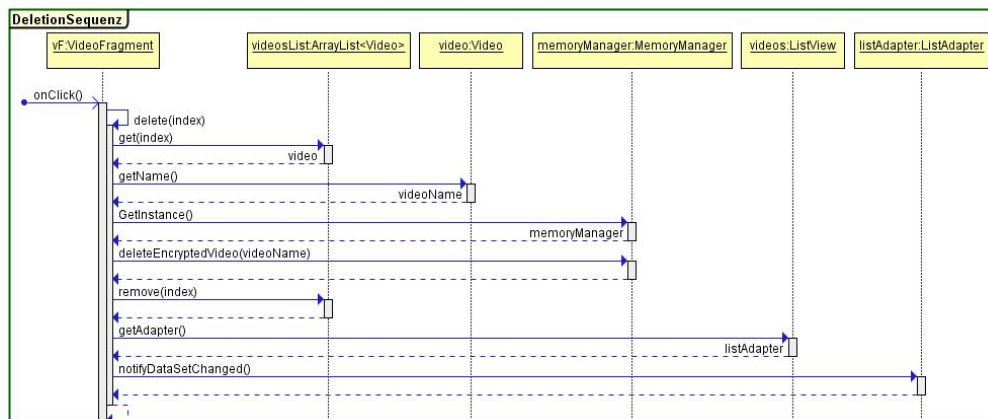 DeletionSequenz
vF:VideoFragment
videosList:ArrayList<Video>
video:Video
memoryManager:MemoryManager
videos:ListView
listAdapter:ListAdapter
onClick()
delete(index)
get(index)
video
getName()
videoName
GetInstance()
memoryManager
deleteEncryptedVideo(videoName)
remove(index)
getAdapter()
listAdapter
notifyDataSetChanged()